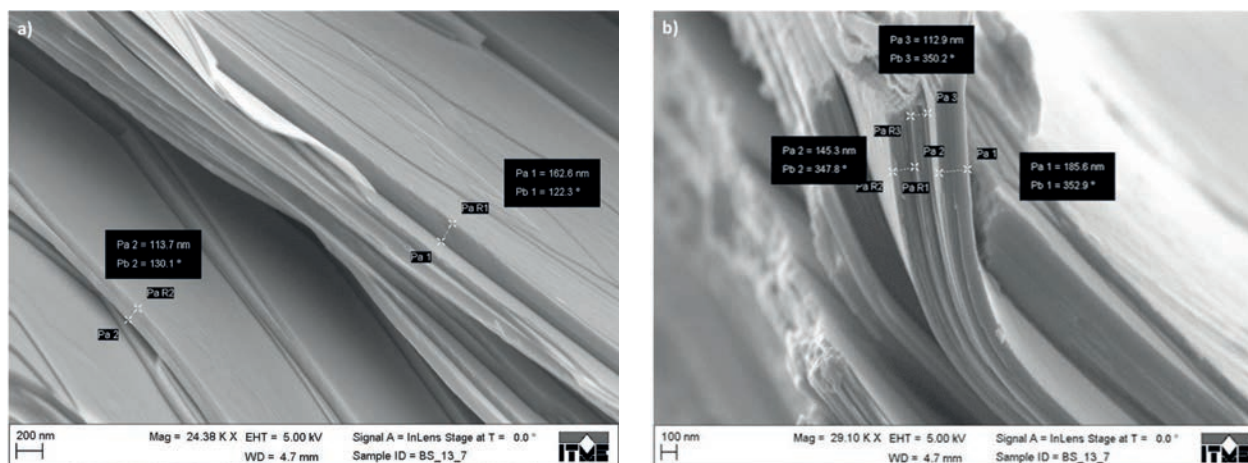 a)
Pa 1 = 162.6 nm
Pb 1 = 122.3 °
Pa R1
Pa 1
Pa 2 = 113.7 nm
Pb 2 = 130.1 °
Pa R2
Pa 2
200 nm
Mag = 24.38 K X EHT = 5.00 kV Signal A = InLens Stage at T = 0.0 °
WD = 4.7 mm Sample ID = BS_13_7
ITME
b)
Pa 3 = 112.9 nm
Pb 3 = 350.2 °
Pa 3
Pa R3
Pa 2 = 145.3 nm
Pb 2 = 347.8 °
Pa 2
Pa 1
Pa R2
Pa R1
Pa 1 = 185.6 nm
Pb 1 = 352.9 °
100 nm
Mag = 29.10 K X EHT = 5.00 kV Signal A = InLens Stage at T = 0.0 °
WD = 4.7 mm Sample ID = BS_13_7
ITME